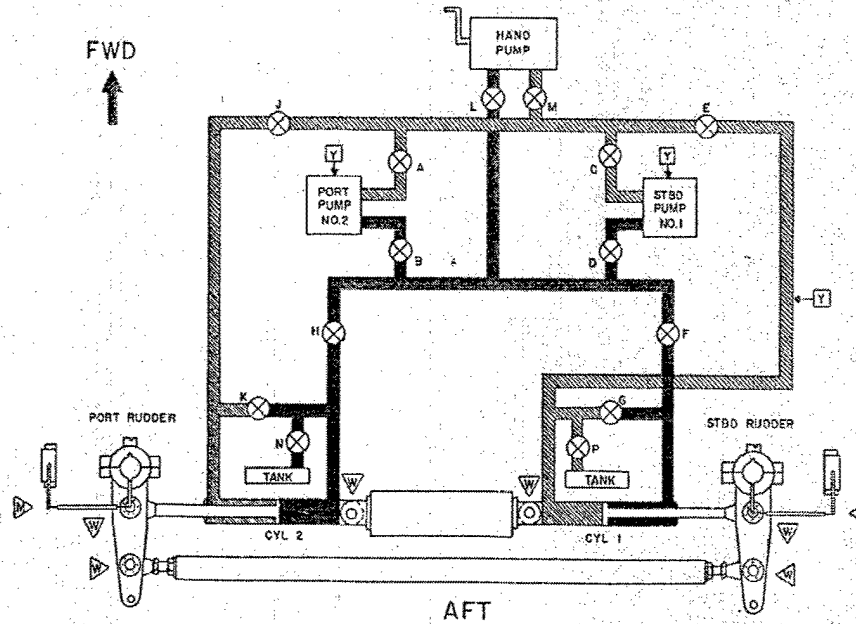 FWD
HAND
PUMP
J
L
M
E
Y
A
Y
C
PORT
PUMP
NO.2
STBD
PUMP
NO.1
B
D
Y
H
F
K
G
PORT RUDDER
STBD RUDDER
N
P
TANK
TANK
W
W
M
W
W
CYL 2
CYL 1
W
W
AFT